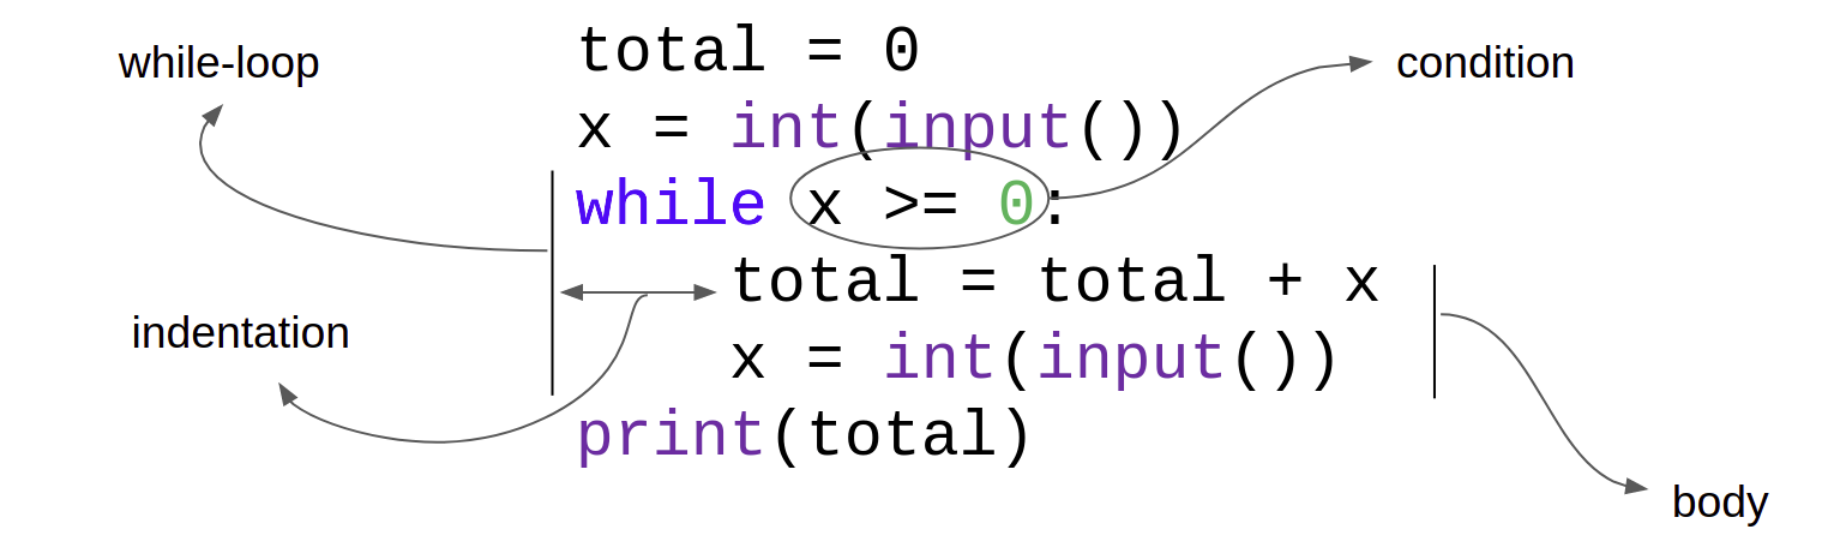 while-loop
condition
total = 0
x = int(input())
while x >= 0:
    total = total + x
    x = int(input())
print(total)
indentation
body